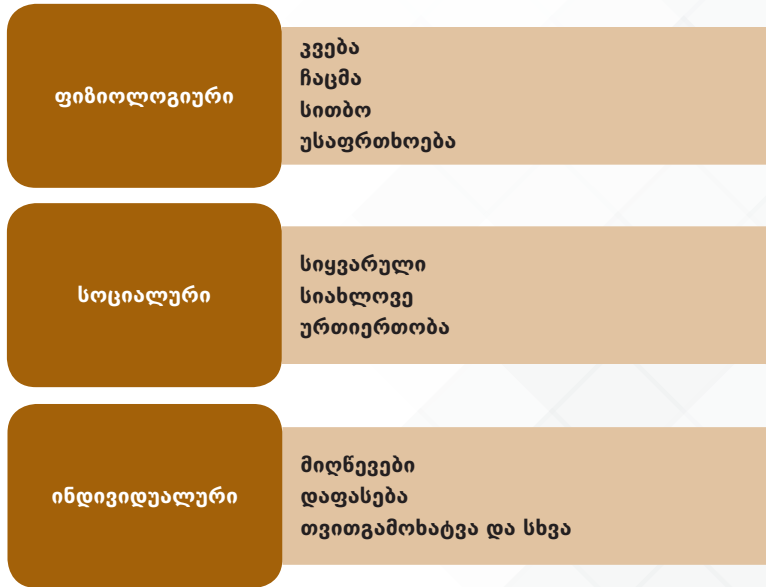 ფიზიოლოგიური
კვება
ჩაცმა
სითბო
უსაფრთხოება
სოციალური
სიყვარული
სიახლოვე
ურთიერთობა
ინდივიდუალური
მიღწევები
დაფასება
თვითგამოხატვა და სხვა